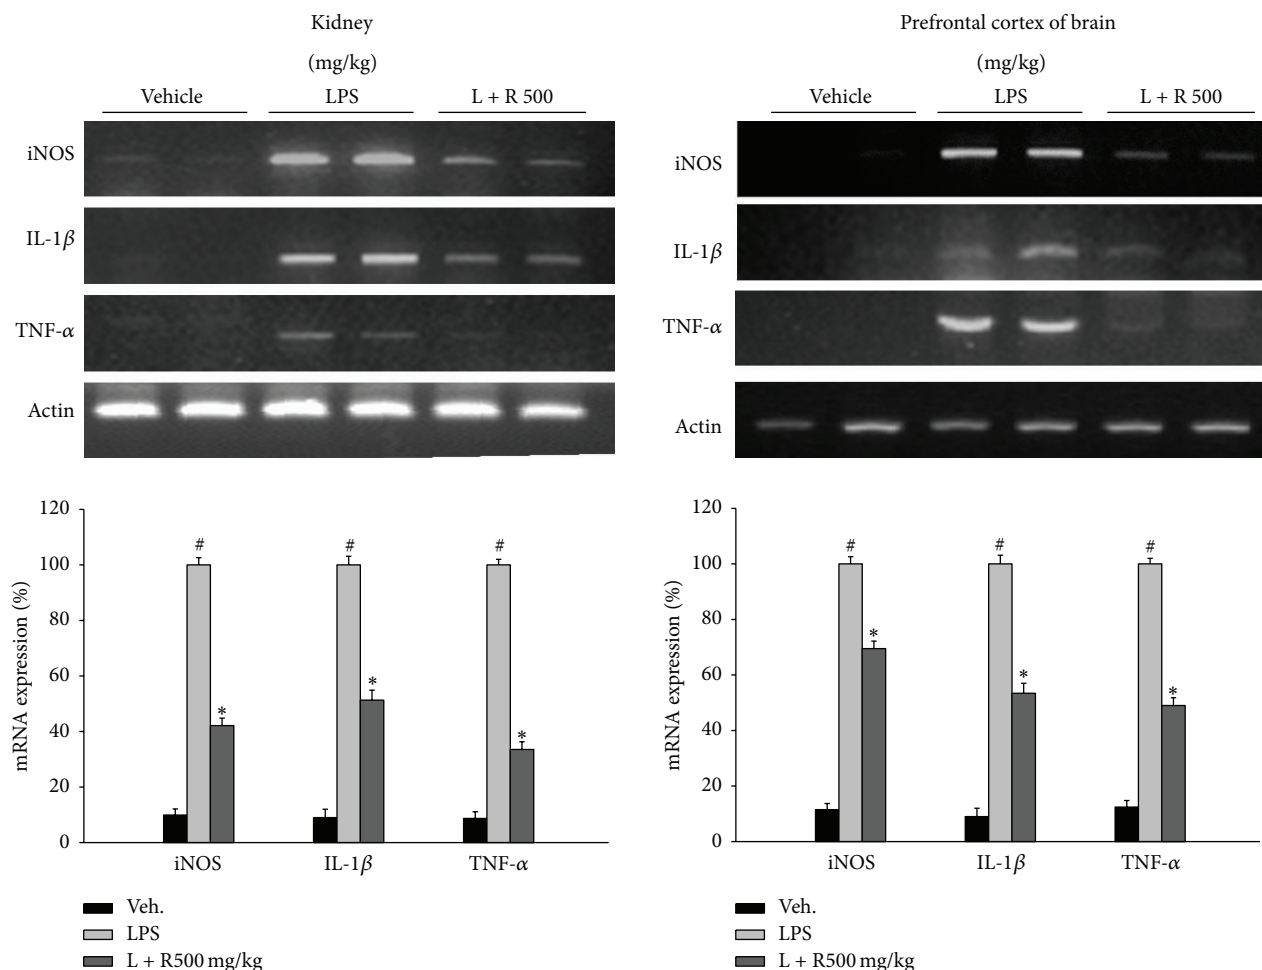 Kidney
(mg/kg)
Vehicle LPS L + R 500
iNOS
IL-1β
TNF-α
Actin
120
100
80
60
40
20
0
mRNA expression (%)
# # #
* * *
iNOS IL-1β TNF-α
Veh.
LPS
L + R500 mg/kg
Prefrontal cortex of brain
(mg/kg)
Vehicle LPS L + R 500
iNOS
IL-1β
TNF-α
Actin
120
100
80
60
40
20
0
mRNA expression (%)
# # #
* * *
iNOS IL-1β TNF-α
Veh.
LPS
L + R500 mg/kg